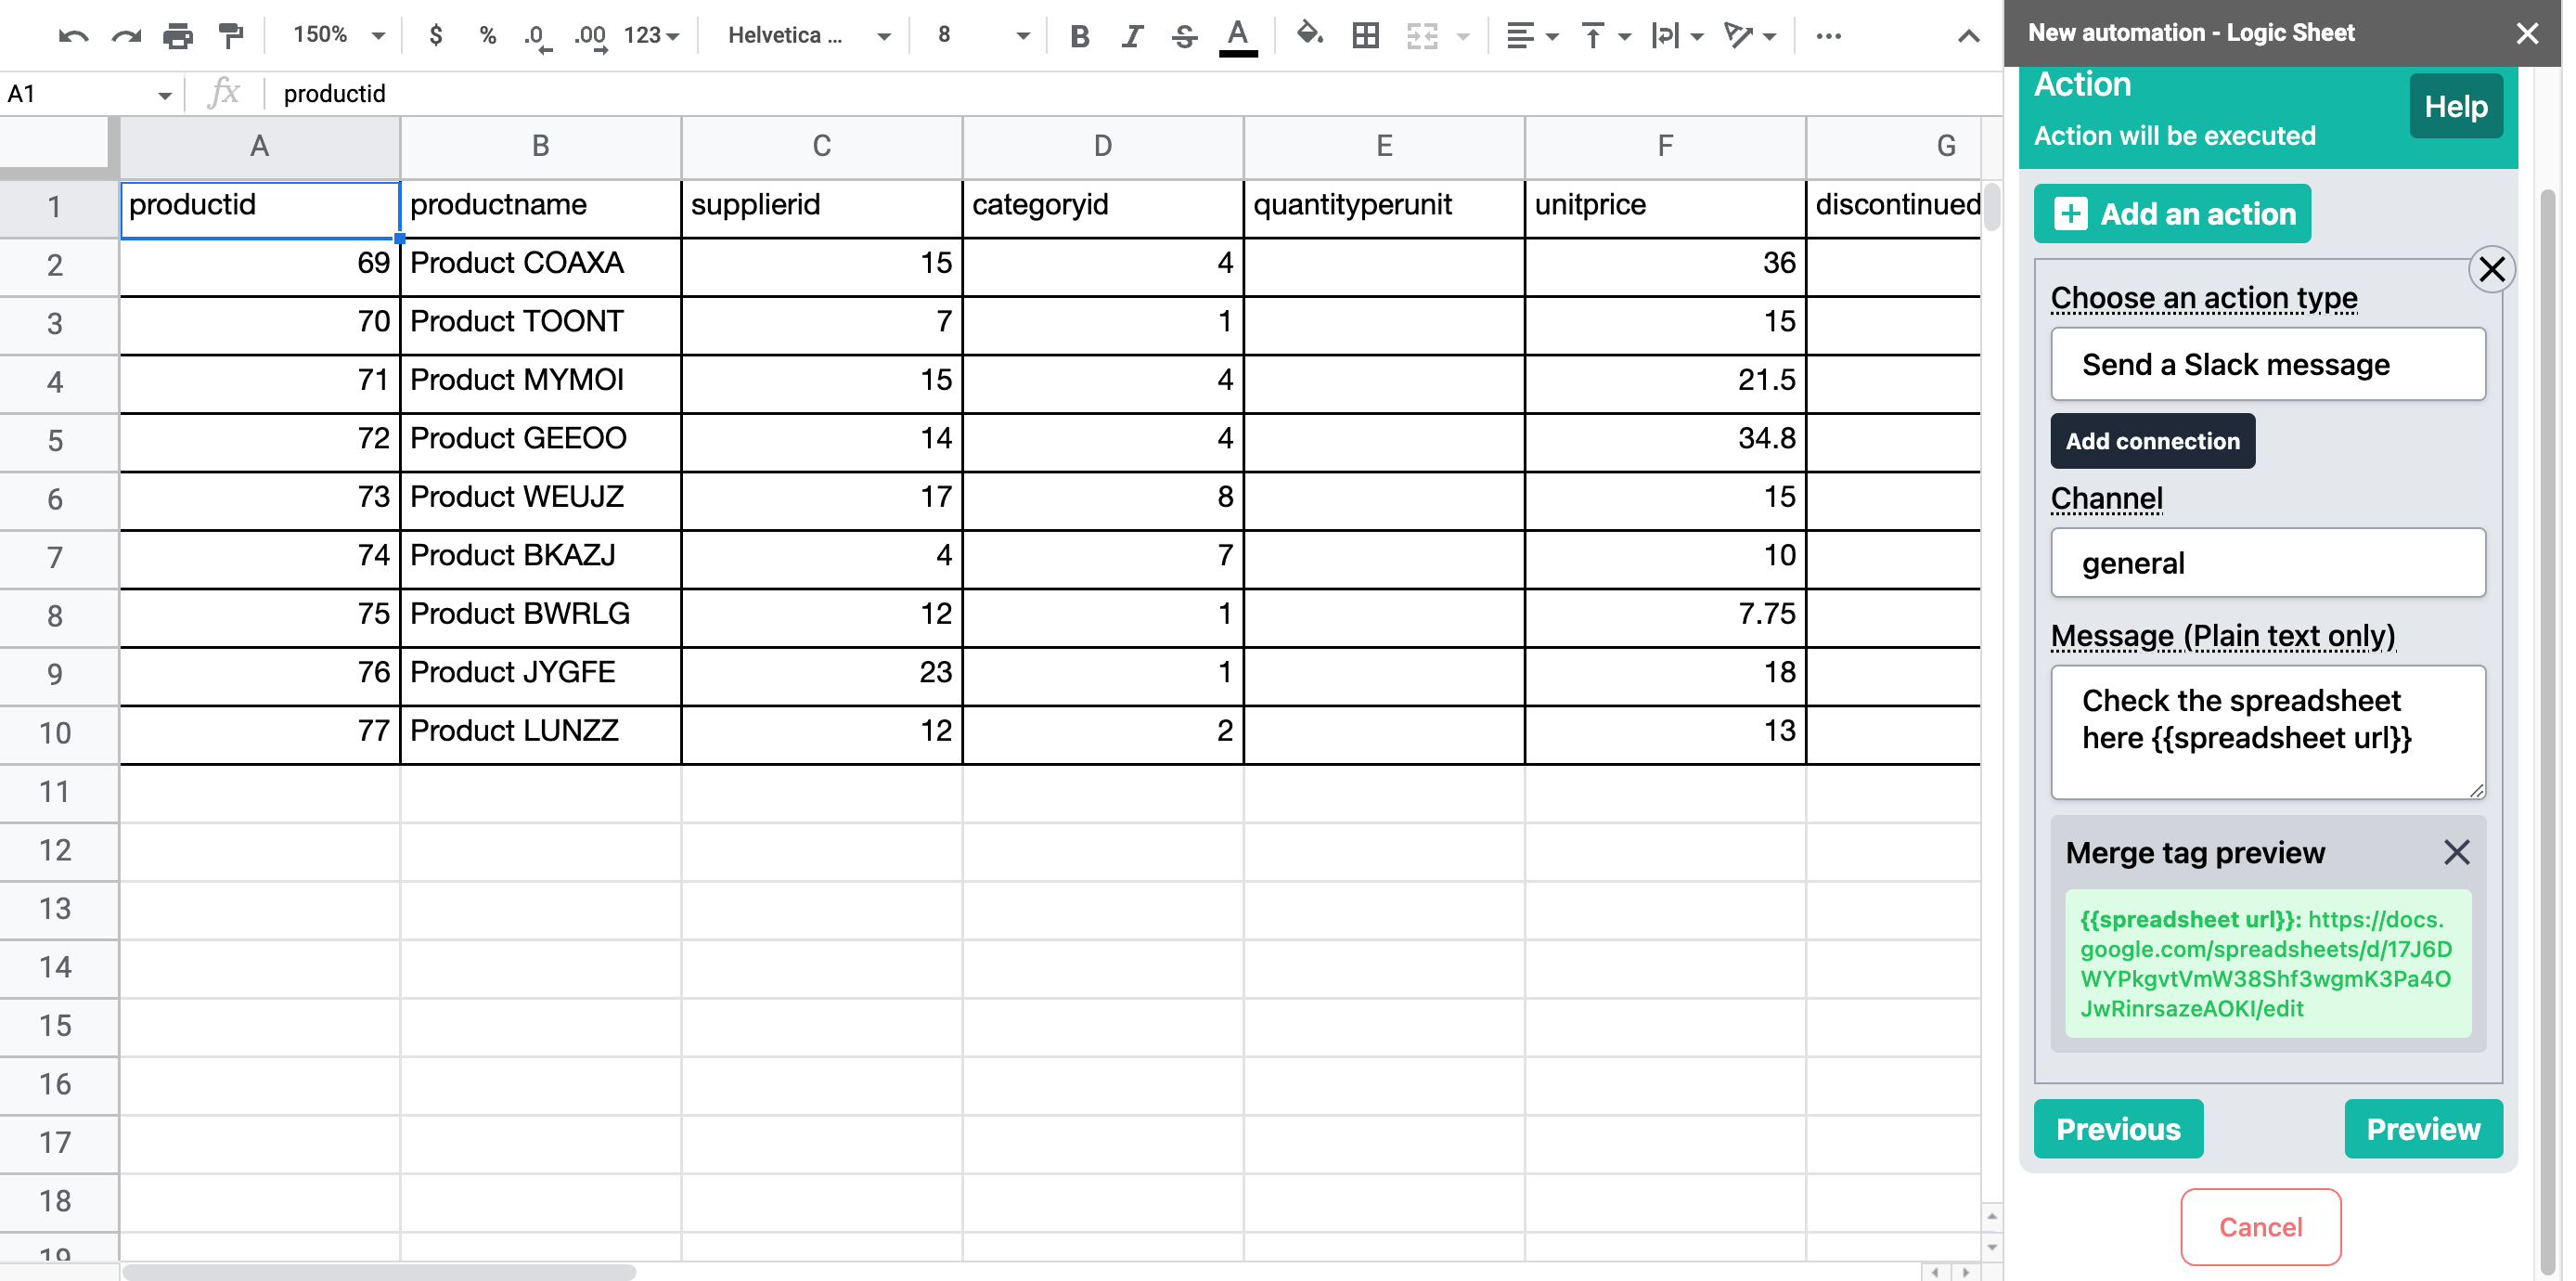 150% $ % .0 .00 123 Helvetica ... 8 B I S A
A1 fx productid
A B C D E F G
1 productid productname supplierid categoryid quantityperunit unitprice discontinued
2 69 Product COAXA 15 4 36
3 70 Product TOONT 7 1 15
4 71 Product MYMOI 15 4 21.5
5 72 Product GEEOO 14 4 34.8
6 73 Product WEUJZ 17 8 15
7 74 Product BKAZJ 4 7 10
8 75 Product BWRLG 12 1 7.75
9 76 Product JYGFE 23 1 18
10 77 Product LUNZZ 12 2 13
11
12
13
14
15
16
17
18
19
New automation - Logic Sheet
Action
Help
Action will be executed
Add an action
Choose an action type
Send a Slack message
Add connection
Channel
general
Message (Plain text only)
Check the spreadsheet
here {{spreadsheet url}}
Merge tag preview
{{spreadsheet url}}: https://docs.
google.com/spreadsheets/d/17J6D
WYPkgvtVmW38Shf3wgmK3Pa4O
JwRinrsazeAOKI/edit
Previous
Preview
Cancel